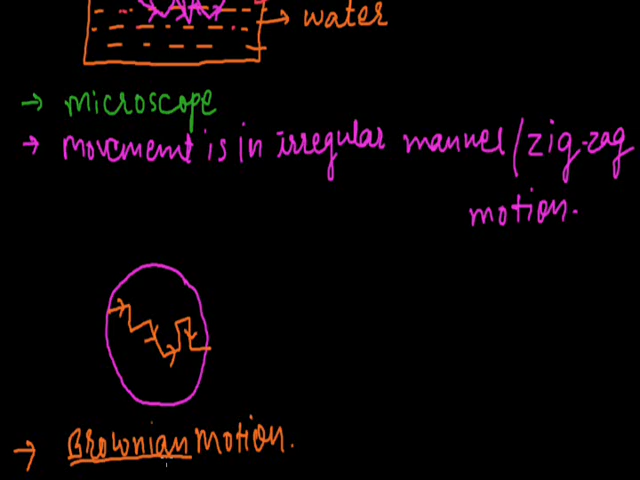 → water
→ microscope
→ movement is in irregular manner/zig-zag
motion.
→ Brownian motion.